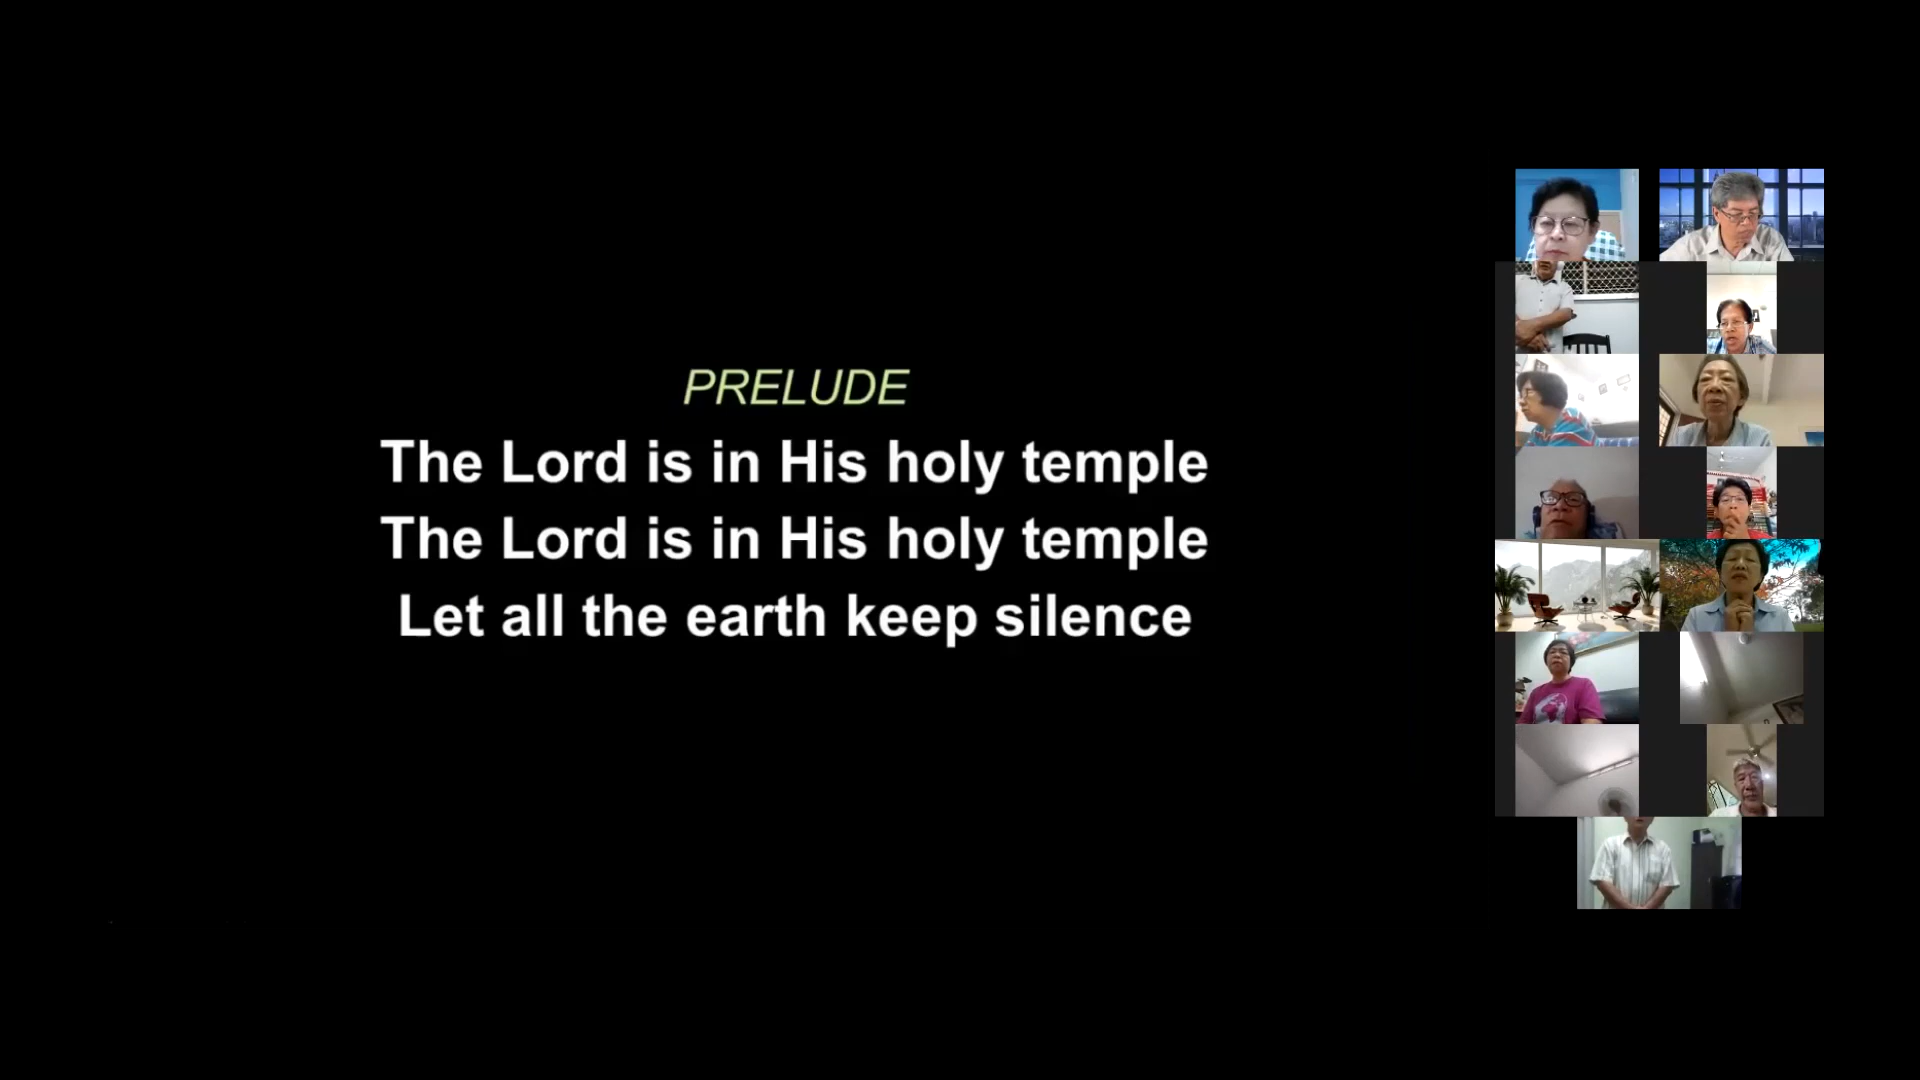 PRELUDE
The Lord is in His holy temple
The Lord is in His holy temple
Let all the earth keep silence